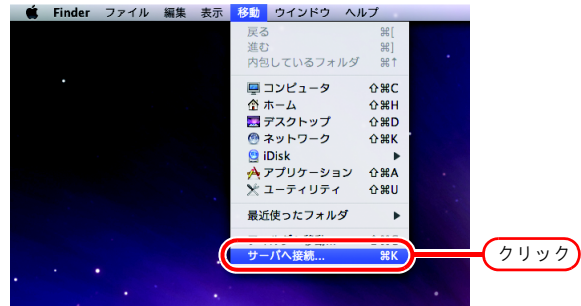 Finder ファイル 編集 表示 移動 ウインドウ ヘルプ
戻る ⌘[
進む ⌘]
内包しているフォルダ ⌘↑
コンピュータ ⇧⌘C
ホーム ⇧⌘H
デスクトップ ⇧⌘D
ネットワーク ⇧⌘K
iDisk ▶
アプリケーション ⇧⌘A
ユーティリティ ⇧⌘U
最近使ったフォルダ ▶
サーバへ接続... ⌘K
クリック